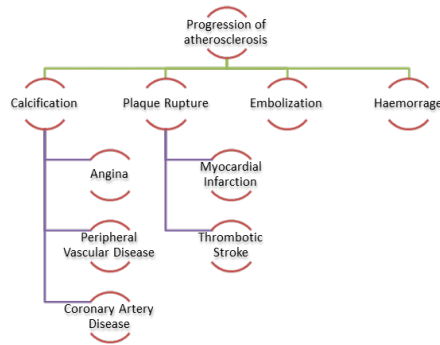 Progression of
atherosclerosis
Calcification
Plaque Rupture
Embolization
Haemorrage
Angina
Myocardial
Infarction
Peripheral
Vascular Disease
Thrombotic
Stroke
Coronary Artery
Disease